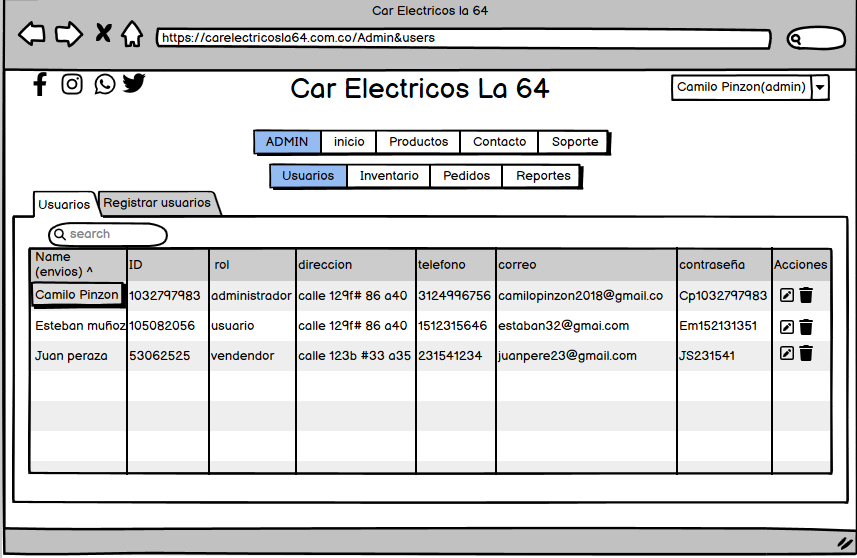 Car Electricos la 64
https://carelectricosla64.com.co/Admin&users
Car Electricos La 64
Camilo Pinzon(admin)
ADMIN inicio Productos Contacto Soporte
Usuarios Inventario Pedidos Reportes
Usuarios Registrar usuarios
search
Name
(envios) ^ ID rol direccion telefono correo contraseña Acciones
Camilo Pinzon 1032797983 administrador calle 129f# 86 a40 3124996756 camilopinzon2018@gmail.co Cp1032797983
Esteban muñoz 105082056 usuario calle 129f# 86 a40 1512315646 estaban32@gmai.com Em152131351
Juan peraza 53062525 vendendor calle 123b #33 a35 231541234 juanpere23@gmail.com JS231541